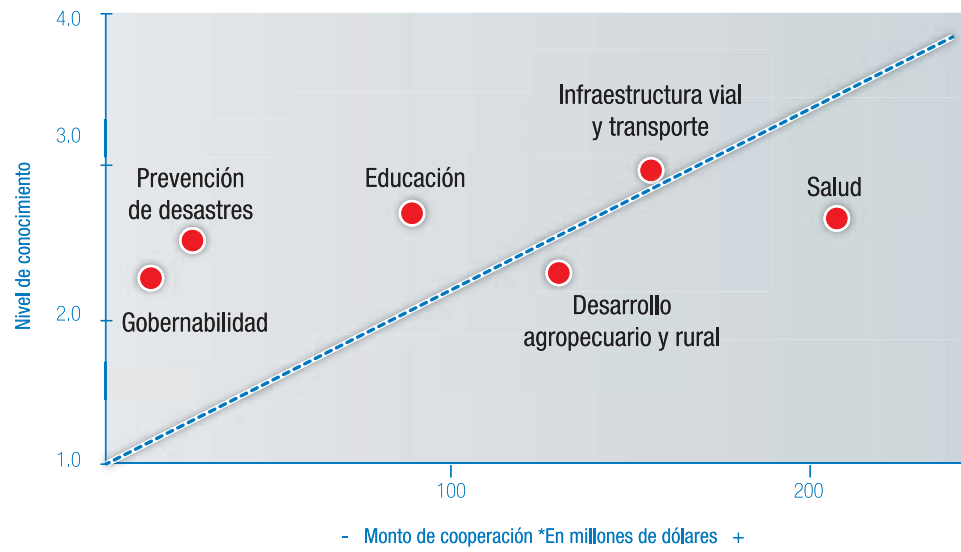 4.0
3.0
2.0
1.0
Nivel de conocimiento
Infraestructura vial
y transporte
Prevención
de desastres
Educación
Salud
Gobernabilidad
Desarrollo
agropecuario y rural
100
200
- Monto de cooperación *En millones de dólares +